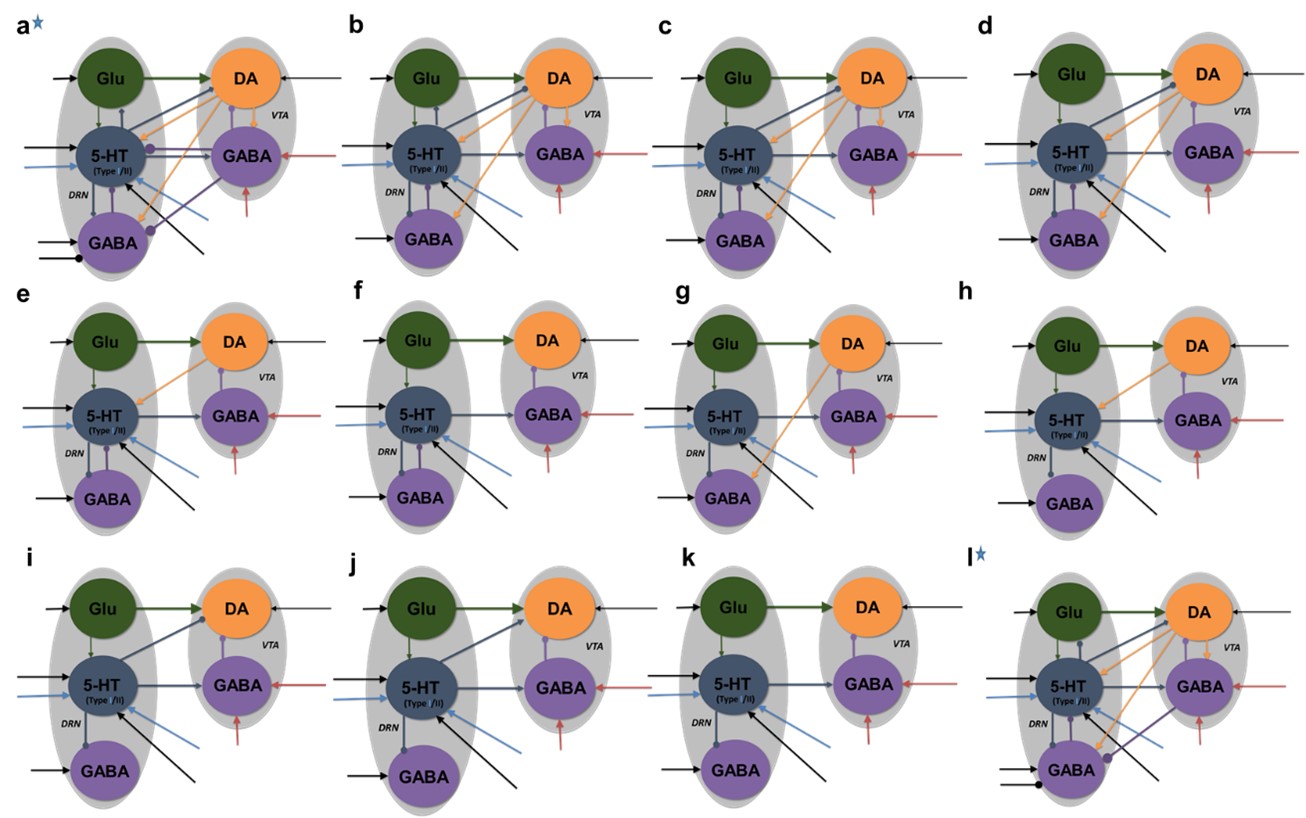 a
Glu
DA
VTA
5-HT
(Type I/II)
GABA
DRN
GABA
b
Glu
DA
VTA
5-HT
(Type I/II)
GABA
DRN
GABA
c
Glu
DA
VTA
5-HT
(Type I/II)
GABA
DRN
GABA
d
Glu
DA
VTA
5-HT
(Type I/II)
GABA
DRN
GABA
e
Glu
DA
VTA
5-HT
(Type I/II)
GABA
DRN
GABA
f
Glu
DA
VTA
5-HT
(Type I/II)
GABA
DRN
GABA
g
Glu
DA
VTA
5-HT
(Type I/II)
GABA
DRN
GABA
h
Glu
DA
VTA
5-HT
(Type I/II)
GABA
DRN
GABA
i
Glu
DA
VTA
5-HT
(Type I/II)
GABA
DRN
GABA
j
Glu
DA
VTA
5-HT
(Type I/II)
GABA
DRN
GABA
k
Glu
DA
VTA
5-HT
(Type I/II)
GABA
DRN
GABA
l
Glu
DA
VTA
5-HT
(Type I/II)
GABA
DRN
GABA